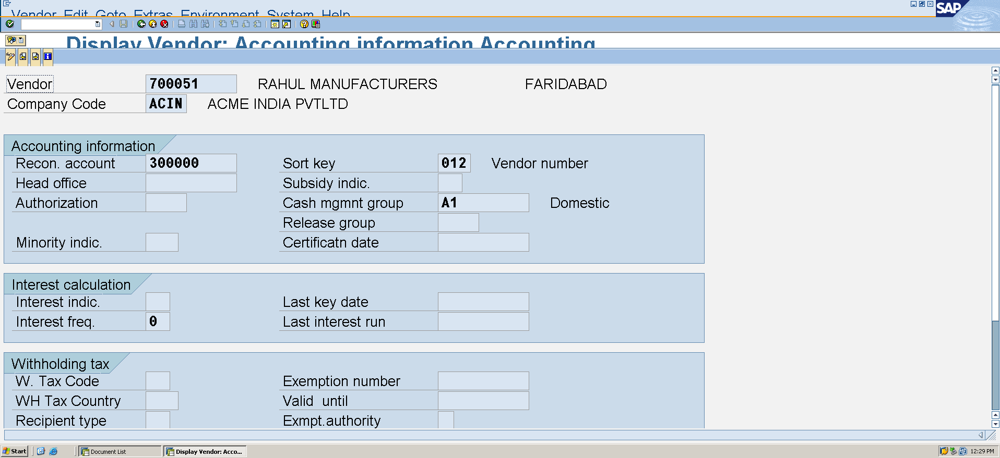 Vendor Edit Goto Extras Environment System Help
SAP
Display Vendor: Accounting information Accounting
Vendor 700051 RAHUL MANUFACTURERS FARIDABAD
Company Code ACIN ACME INDIA PVTLTD
Accounting information
Recon. account 300000 Sort key 012 Vendor number
Head office Subsidy indic.
Authorization Cash mgmnt group A1 Domestic
Release group
Minority indic. Certificatn date
Interest calculation
Interest indic. Last key date
Interest freq. 0 Last interest run
Withholding tax
W. Tax Code Exemption number
WH Tax Country Valid until
Recipient type Exmpt.authority
Start Document List Display Vendor: Acco... 12:29 PM